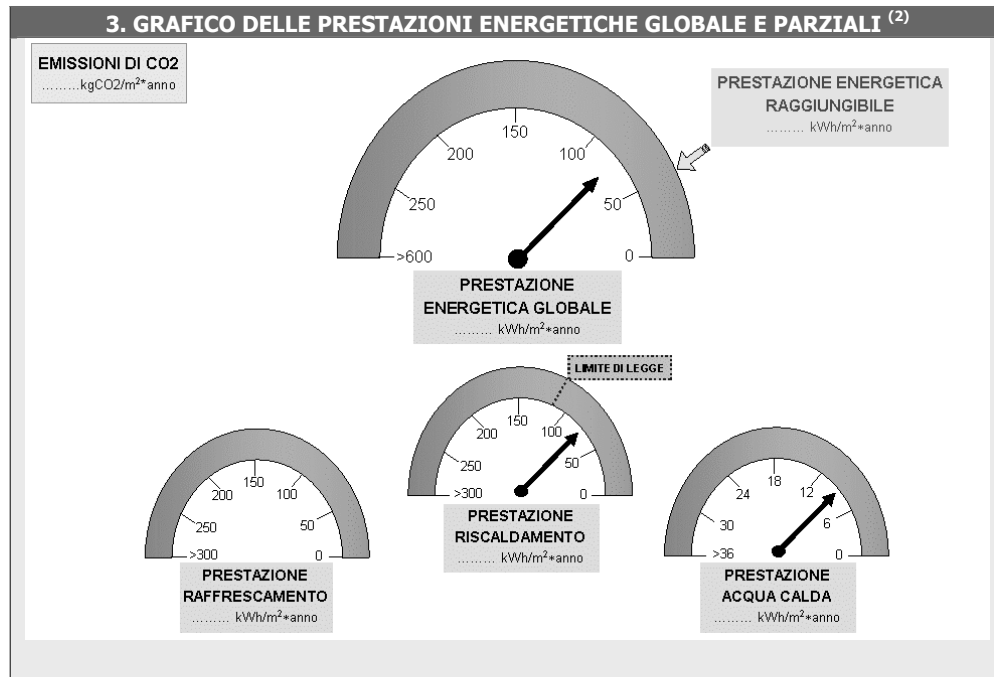 3. GRAFICO DELLE PRESTAZIONI ENERGETICHE GLOBALE E PARZIALI (2)
EMISSIONI DI CO2
.........kgCO2/m²*anno
PRESTAZIONE ENERGETICA
RAGGIUNGIBILE
......... kWh/m²*anno
>600
250
200
150
100
50
0
PRESTAZIONE
ENERGETICA GLOBALE
......... kWh/m²*anno
LIMITE DI LEGGE
>300
250
200
150
100
50
0
PRESTAZIONE
RISCALDAMENTO
......... kWh/m²*anno
>300
250
200
150
100
50
0
PRESTAZIONE
RAFFRESCAMENTO
......... kWh/m²*anno
>36
30
24
18
12
6
0
PRESTAZIONE
ACQUA CALDA
......... kWh/m²*anno